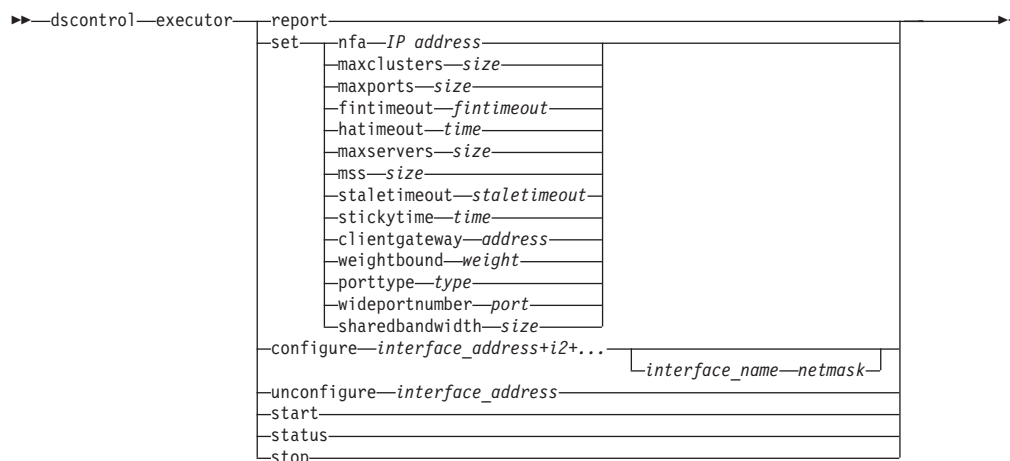 dscontrol executor report
set nfa IP address
maxclusters size
maxports size
fintimeout fintimeout
hatimeout time
maxservers size
mss size
staletimeout staletimeout
stickytime time
clientgateway address
weightbound weight
porttype type
wideportnumber port
sharedbandwidth size
configure interface_address+i2+...
interface_name netmask
unconfigure interface_address
start
status
stop